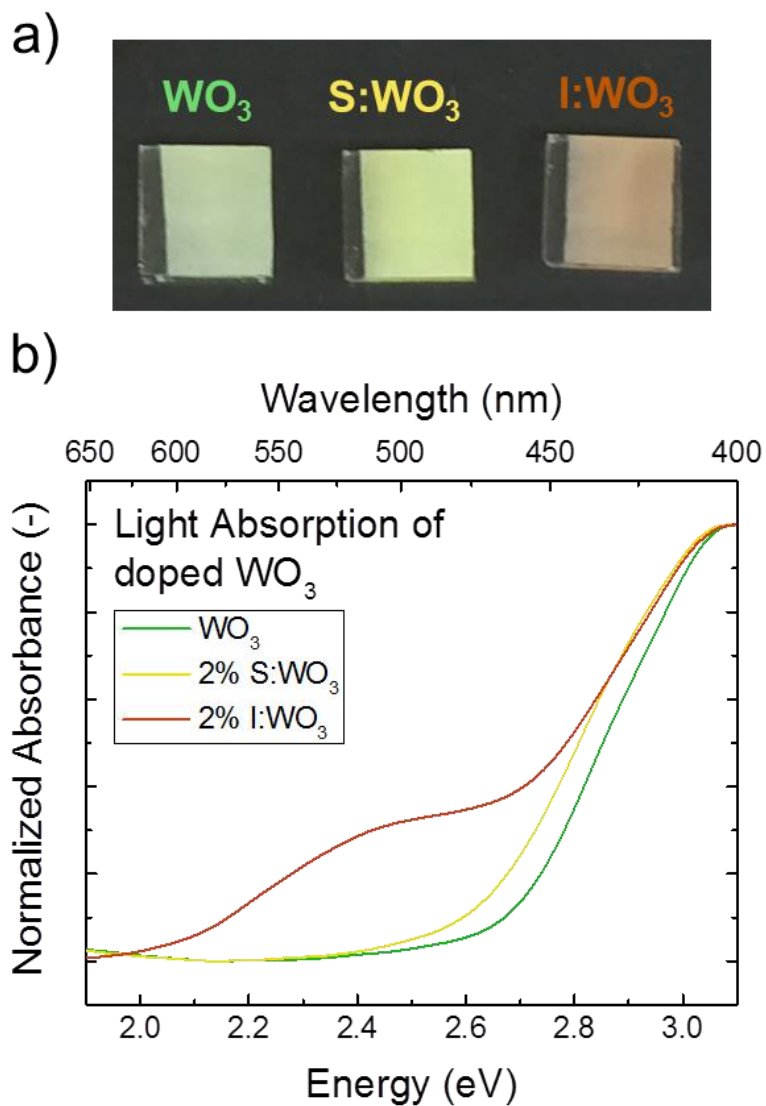 a)
WO₃ S:WO₃ I:WO₃
b)
Wavelength (nm)
650 600 550 500 450 400
Normalized Absorbance (-)
Light Absorption of
doped WO₃
WO₃
2% S:WO₃
2% I:WO₃
2.0 2.2 2.4 2.6 2.8 3.0
Energy (eV)